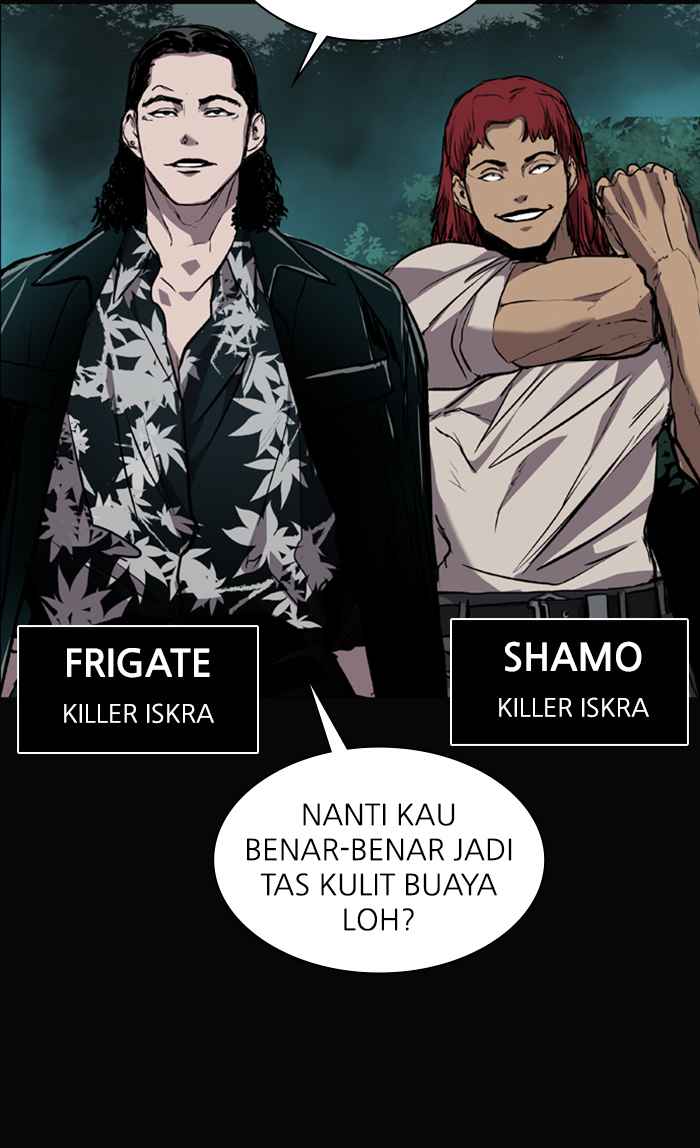 FRIGATE
KILLER ISKRA
SHAMO
KILLER ISKRA
NANTI KAU
BENAR-BENAR JADI
TAS KULIT BUAYA
LOH?